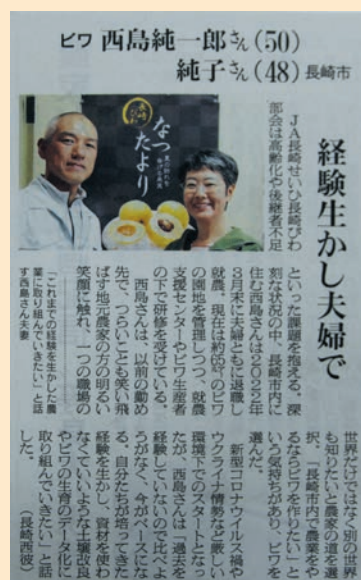 ビワ 西島純一郎さん(50)
純子さん(48) 長崎市
経験生かし夫婦で
なつ
たより
ＪＡ長崎せいひ長崎びわ
部会は高齢化や後継者不足
といった課題を抱える。深
刻な状況の中、長崎市内に
住む西島さんは2022年
3月末に夫婦ともに退職し
就農。現在は約65㌃のビワ
の園地を管理しつつ、就農
支援センターやビワ生産者
の下で研修を受けている。
西島さんは、以前の勤め
先で、つらいことも笑い飛
ばす地元農家の方の明るい
笑顔に触れ、一つの職場の
「これまでの経験を生かした農
業に取り組んでいきたい」と話
す西島さん夫妻
世界だけではなく別の世界
も知りたいと農家の道を選
択。「長崎市内で農業をや
るならビワを作りたい」と
いう気持ちがあり、ビワを
選んだ。
新型コロナウイルス禍や
ウクライナ情勢など厳しい
環境下でのスタートとなっ
たが、西島さんは「過去を
経験していないので比べよ
うがなく、今がベースにな
る。自分たちが培ってきた
経験を生かし、資材を使わ
なくていいような土壌改良
やビワの生育のデータ化に
取り組んでいきたい」と話
した。 (長崎西彼)